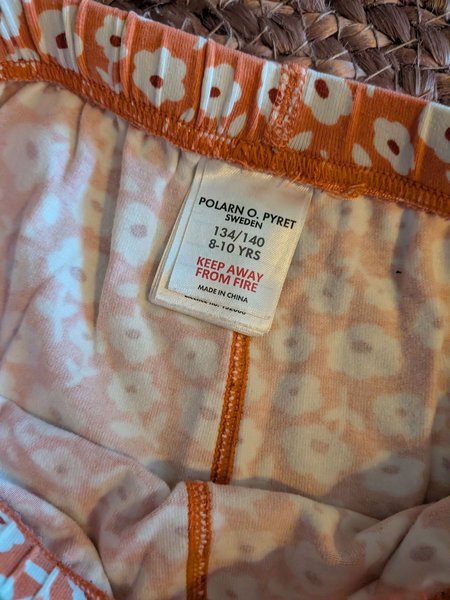 POLARN O. PYRET
SWEDEN
134/140
8-10 YRS
KEEP AWAY
FROM FIRE
MADE IN CHINA